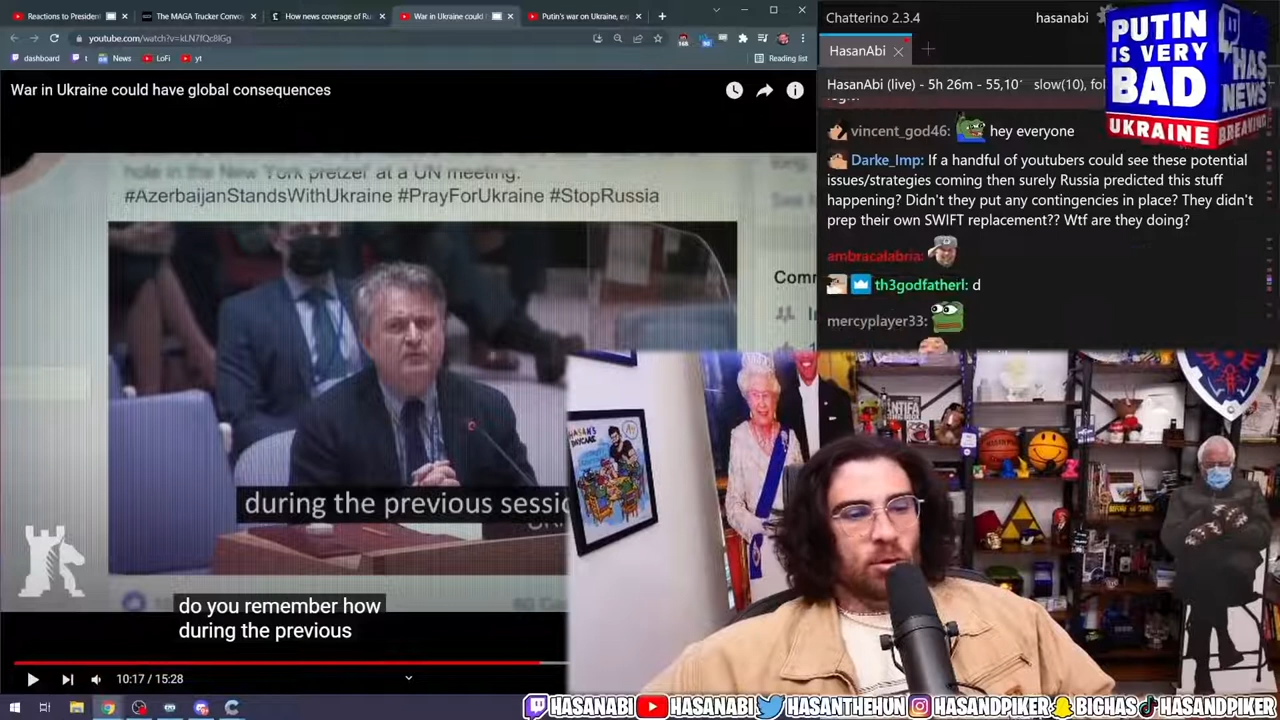 Reactions to President
The MAGA Trucker Convoy
How news coverage of Rus
War in Ukraine could h
Putin's war on Ukraine, ex
youtube.com/watch?v=kLN7fQc8lGg
dashboard
t
News
LoFi
yt
Reading list
War in Ukraine could have global consequences
hole in the New York pretzel at a UN meeting.
#AzerbaijanStandsWithUkraine #PrayForUkraine #StopRussia
Comm
during the previous sessio
do you remember how
during the previous
10:17 / 15:28
Chatterino 2.3.4
hasanabi
HasanAbi
HasanAbi (live) - 5h 26m - 55,10
slow(10), fol
vincent_god46: hey everyone
Darke_Imp: If a handful of youtubers could see these potential
issues/strategies coming then surely Russia predicted this stuff
happening? Didn't they put any contingencies in place? They didn't
prep their own SWIFT replacement?? Wtf are they doing?
ambracalabria:
th3godfatherl: d
mercyplayer33:
PUTIN
IS VERY
BAD
UKRAINE
HAS
NEWS
BREAKING
HASAN'S
DAYCARE
A+
ANTIFA
HASANABI
HASANABI
HASANTHEHUN
HASANDPIKER
BIGHAS
HASANDPIKER